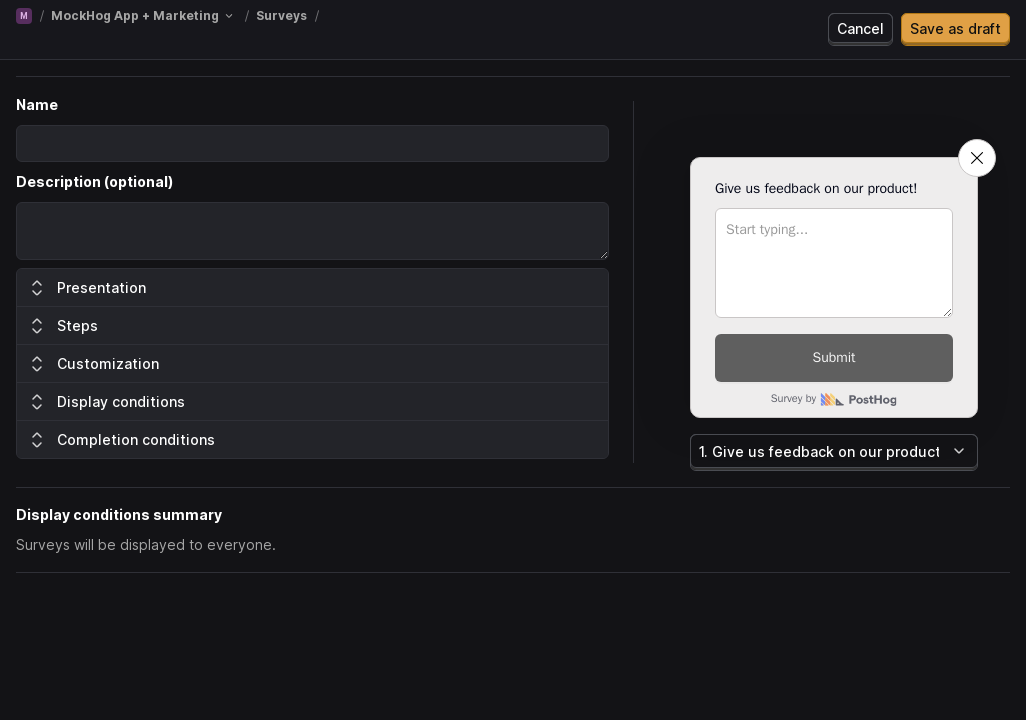 M / MockHog App + Marketing / Surveys /
Cancel
Save as draft
Name
Description (optional)
Presentation
Steps
Customization
Display conditions
Completion conditions
Give us feedback on our product!
Start typing...
Submit
Survey by PostHog
1. Give us feedback on our product
Display conditions summary
Surveys will be displayed to everyone.